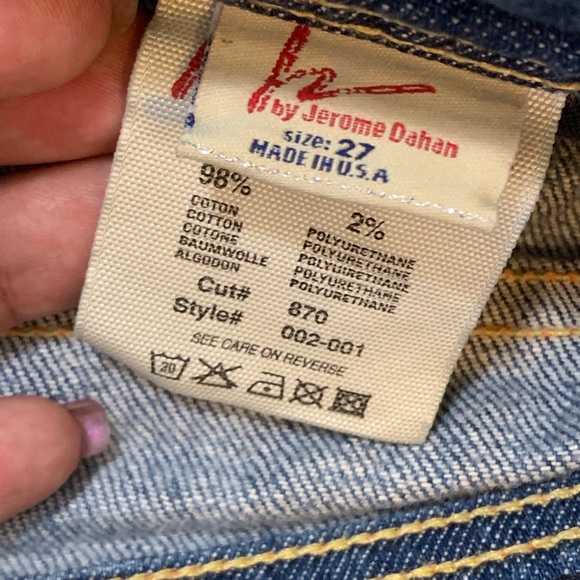 by Jerome Dahan
size: 27
MADE IN U.S.A
98%
COTON
COTTON
COTONE
BAUMWOLLE
ALGODON
2%
POLYURETHANE
POLYURETHANE
POLYUIRETHANE
POLYURETHANE
POLYURETHANE
Cut# 870
Style# 002-001
SEE CARE ON REVERSE
20